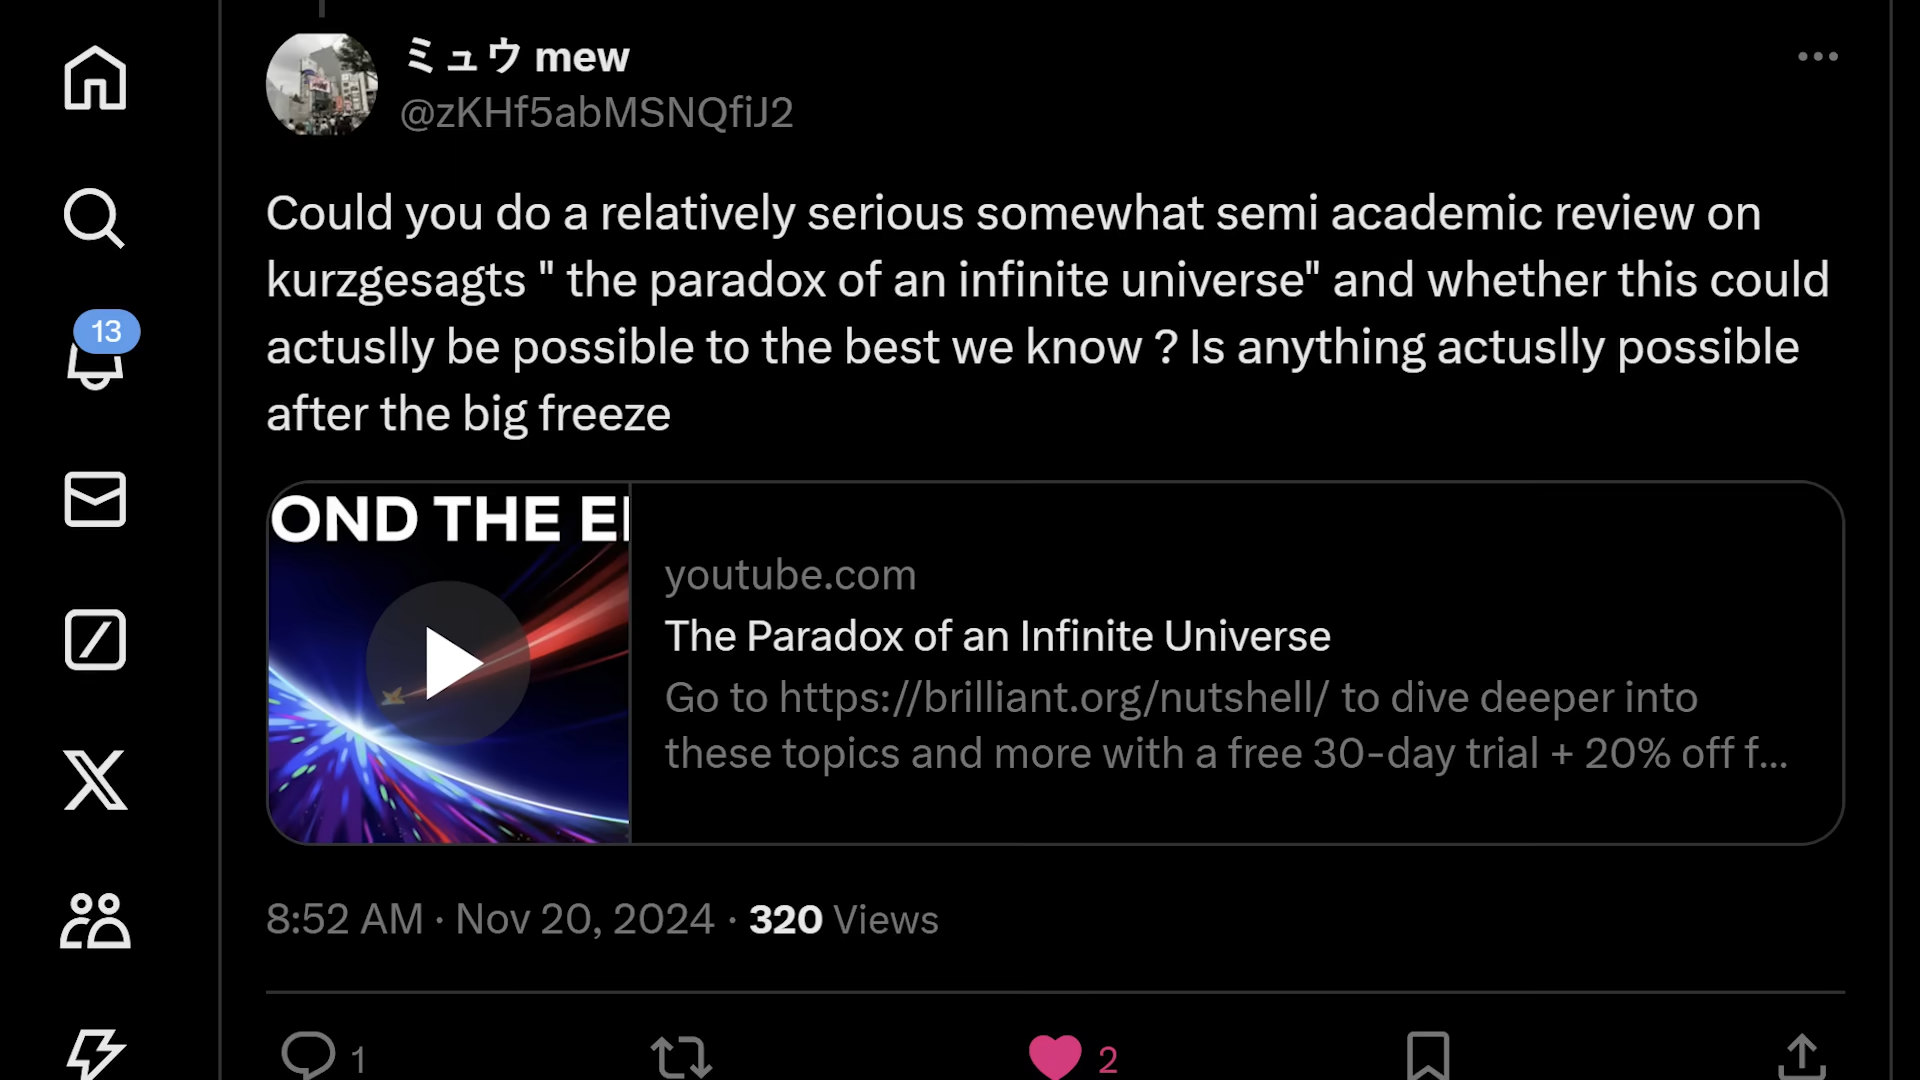 ミュウ mew
@zKHf5abMSNQfiJ2
13
Could you do a relatively serious somewhat semi academic review on
kurzgesagts " the paradox of an infinite universe" and whether this could
actuslly be possible to the best we know ? Is anything actuslly possible
after the big freeze
OND THE E
youtube.com
The Paradox of an Infinite Universe
Go to https://brilliant.org/nutshell/ to dive deeper into
these topics and more with a free 30-day trial + 20% off f...
8:52 AM · Nov 20, 2024 · 320 Views
1
2